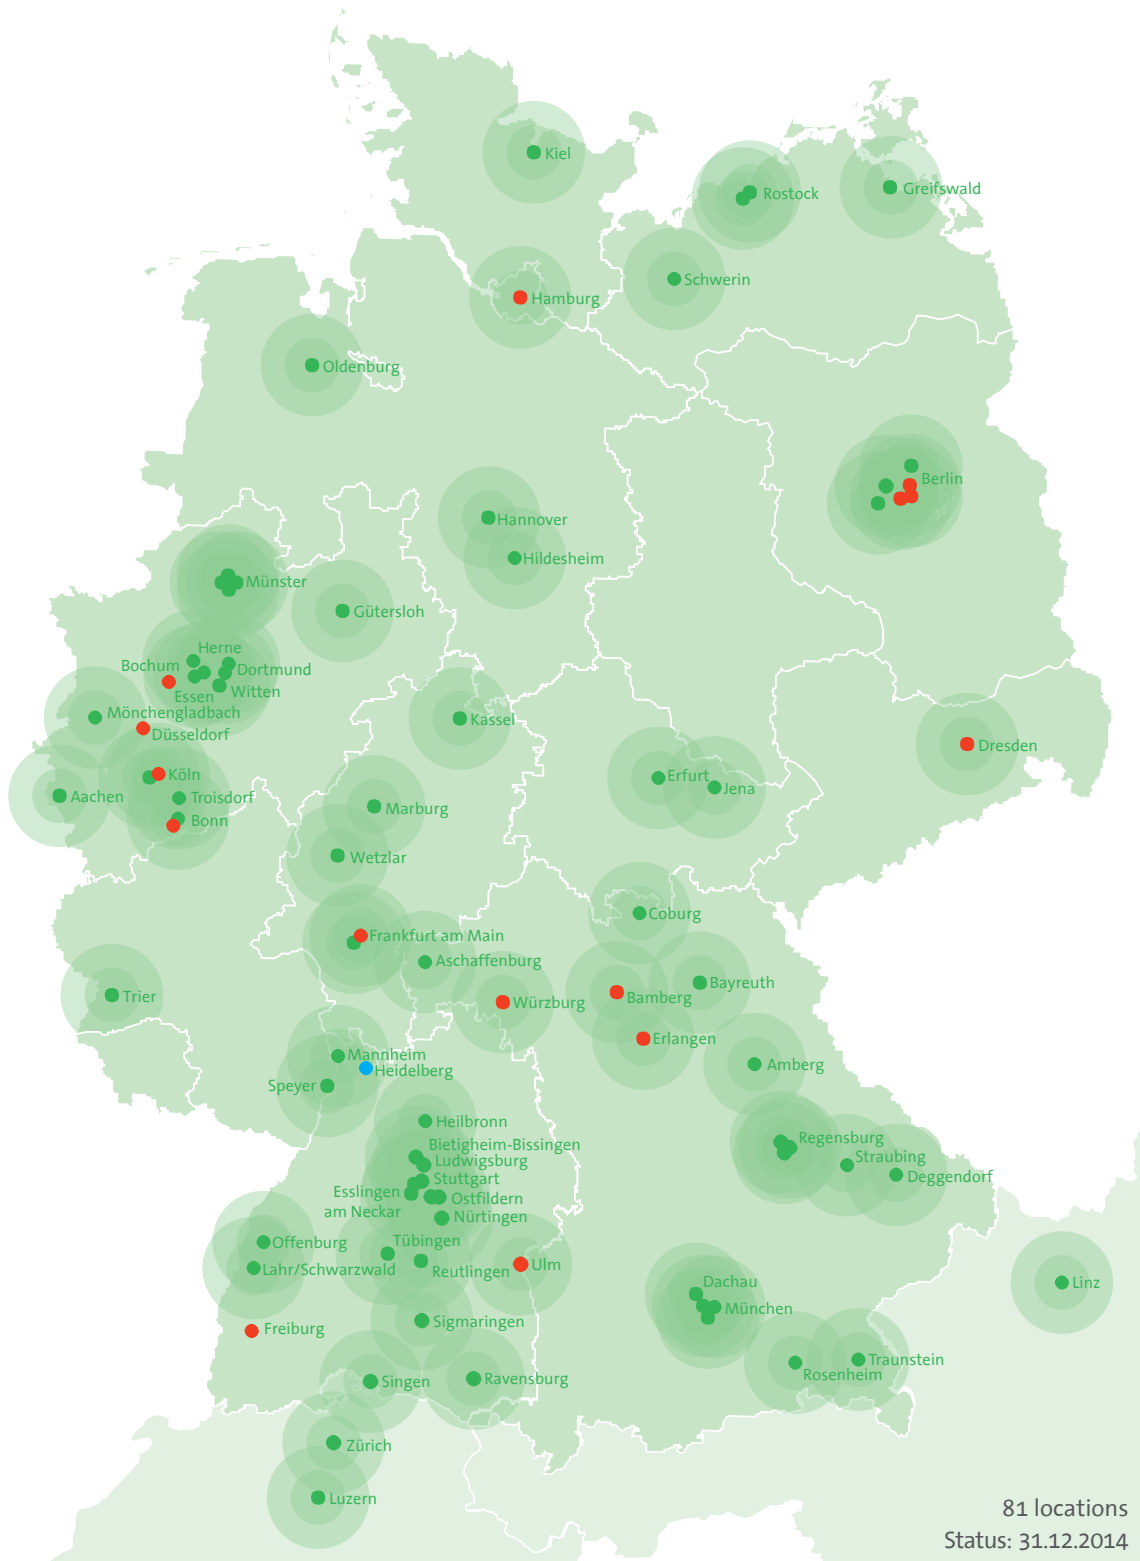 Kiel
Rostock
Greifswald
Schwerin
Hamburg
Oldenburg
Berlin
Hannover
Hildesheim
Münster
Gütersloh
Herne
Bochum
Dortmund
Essen
Witten
Mönchengladbach
Düsseldorf
Kassel
Dresden
Köln
Erfurt
Jena
Aachen
Troisdorf
Marburg
Bonn
Wetzlar
Coburg
Frankfurt am Main
Aschaffenburg
Bayreuth
Trier
Würzburg
Bamberg
Erlangen
Mannheim
Heidelberg
Amberg
Speyer
Heilbronn
Bietigheim-Bissingen
Regensburg
Ludwigsburg
Straubing
Stuttgart
Deggendorf
Esslingen
am Neckar
Ostfildern
Nürtingen
Tübingen
Offenburg
Reutlingen
Ulm
Lahr/Schwarzwald
Dachau
Linz
München
Sigmaringen
Freiburg
Traunstein
Rosenheim
Ravensburg
Singen
Zürich
Luzern
81 locations
Status: 31.12.2014